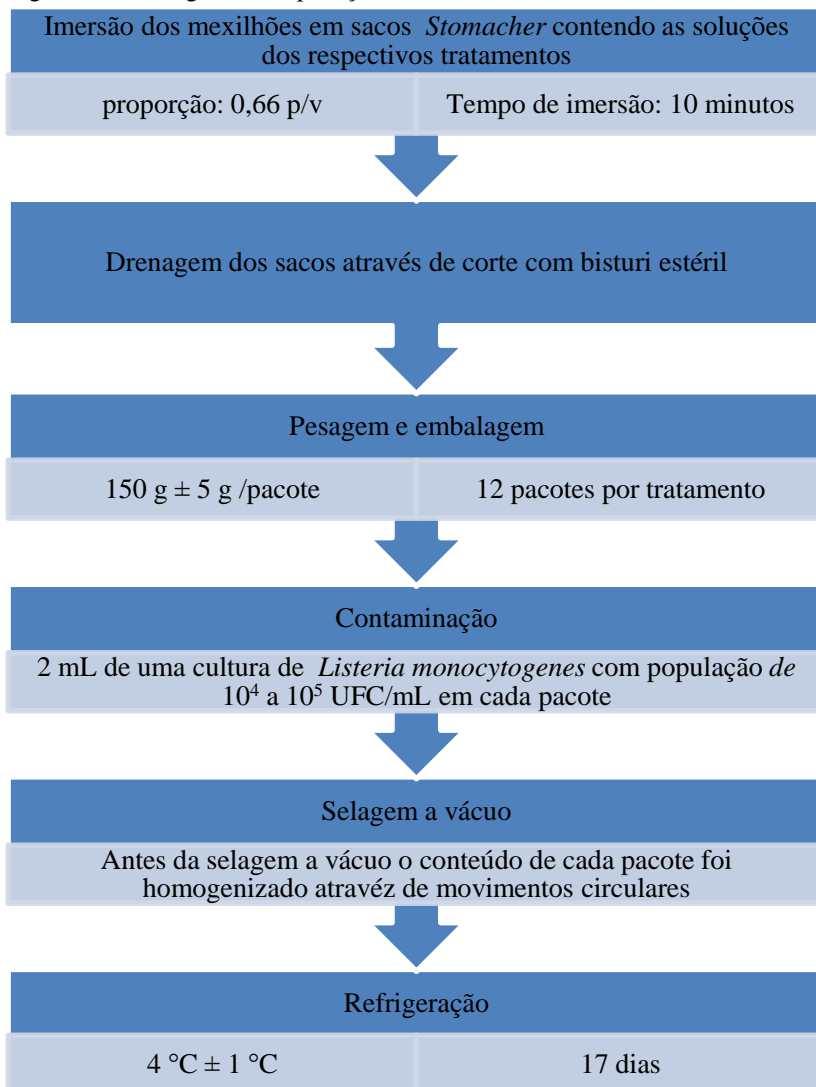 Imersão dos mexilhões em sacos Stomacher contendo as soluções
dos respectivos tratamentos
proporção: 0,66 p/v
Tempo de imersão: 10 minutos
Drenagem dos sacos através de corte com bisturi estéril
Pesagem e embalagem
150 g ± 5 g /pacote
12 pacotes por tratamento
Contaminação
2 mL de uma cultura de Listeria monocytogenes com população de
10⁴ a 10⁵ UFC/mL em cada pacote
Selagem a vácuo
Antes da selagem a vácuo o conteúdo de cada pacote foi
homogenizado atravéz de movimentos circulares
Refrigeração
4 °C ± 1 °C
17 dias